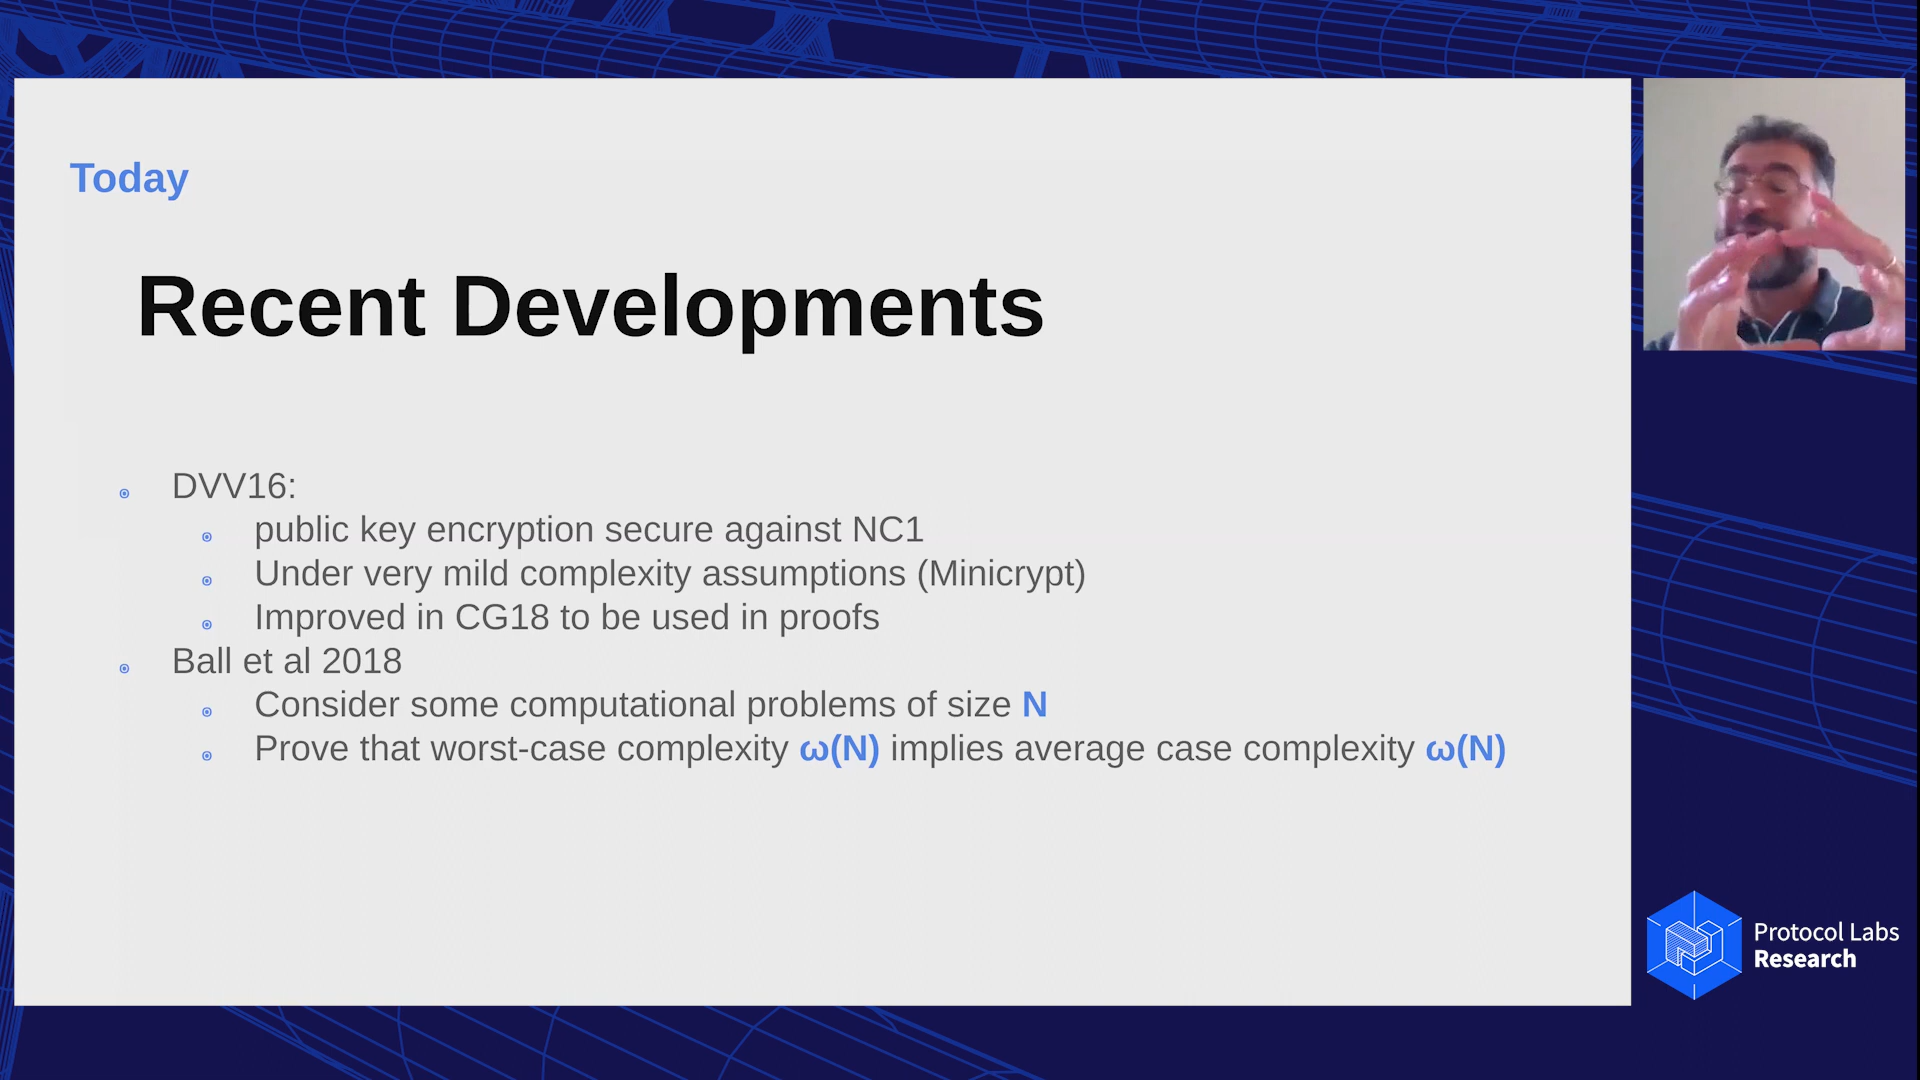 Today
Recent Developments
DVV16:
public key encryption secure against NC1
Under very mild complexity assumptions (Minicrypt)
Improved in CG18 to be used in proofs
Ball et al 2018
Consider some computational problems of size N
Prove that worst-case complexity ω(N) implies average case complexity ω(N)
Protocol Labs
Research